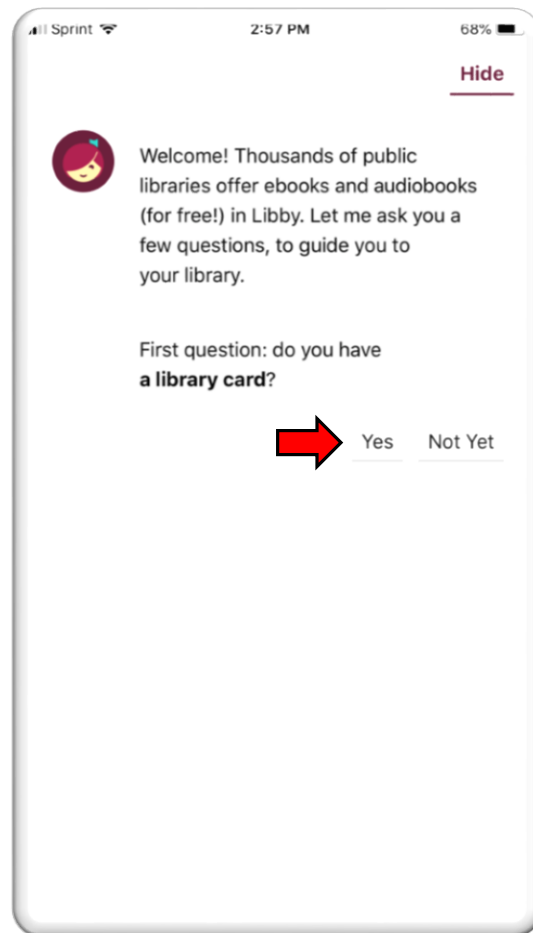 Sprint 2:57 PM 68%
Hide
Welcome! Thousands of public
libraries offer ebooks and audiobooks
(for free!) in Libby. Let me ask you a
few questions, to guide you to
your library.
First question: do you have
a library card?
Yes Not Yet